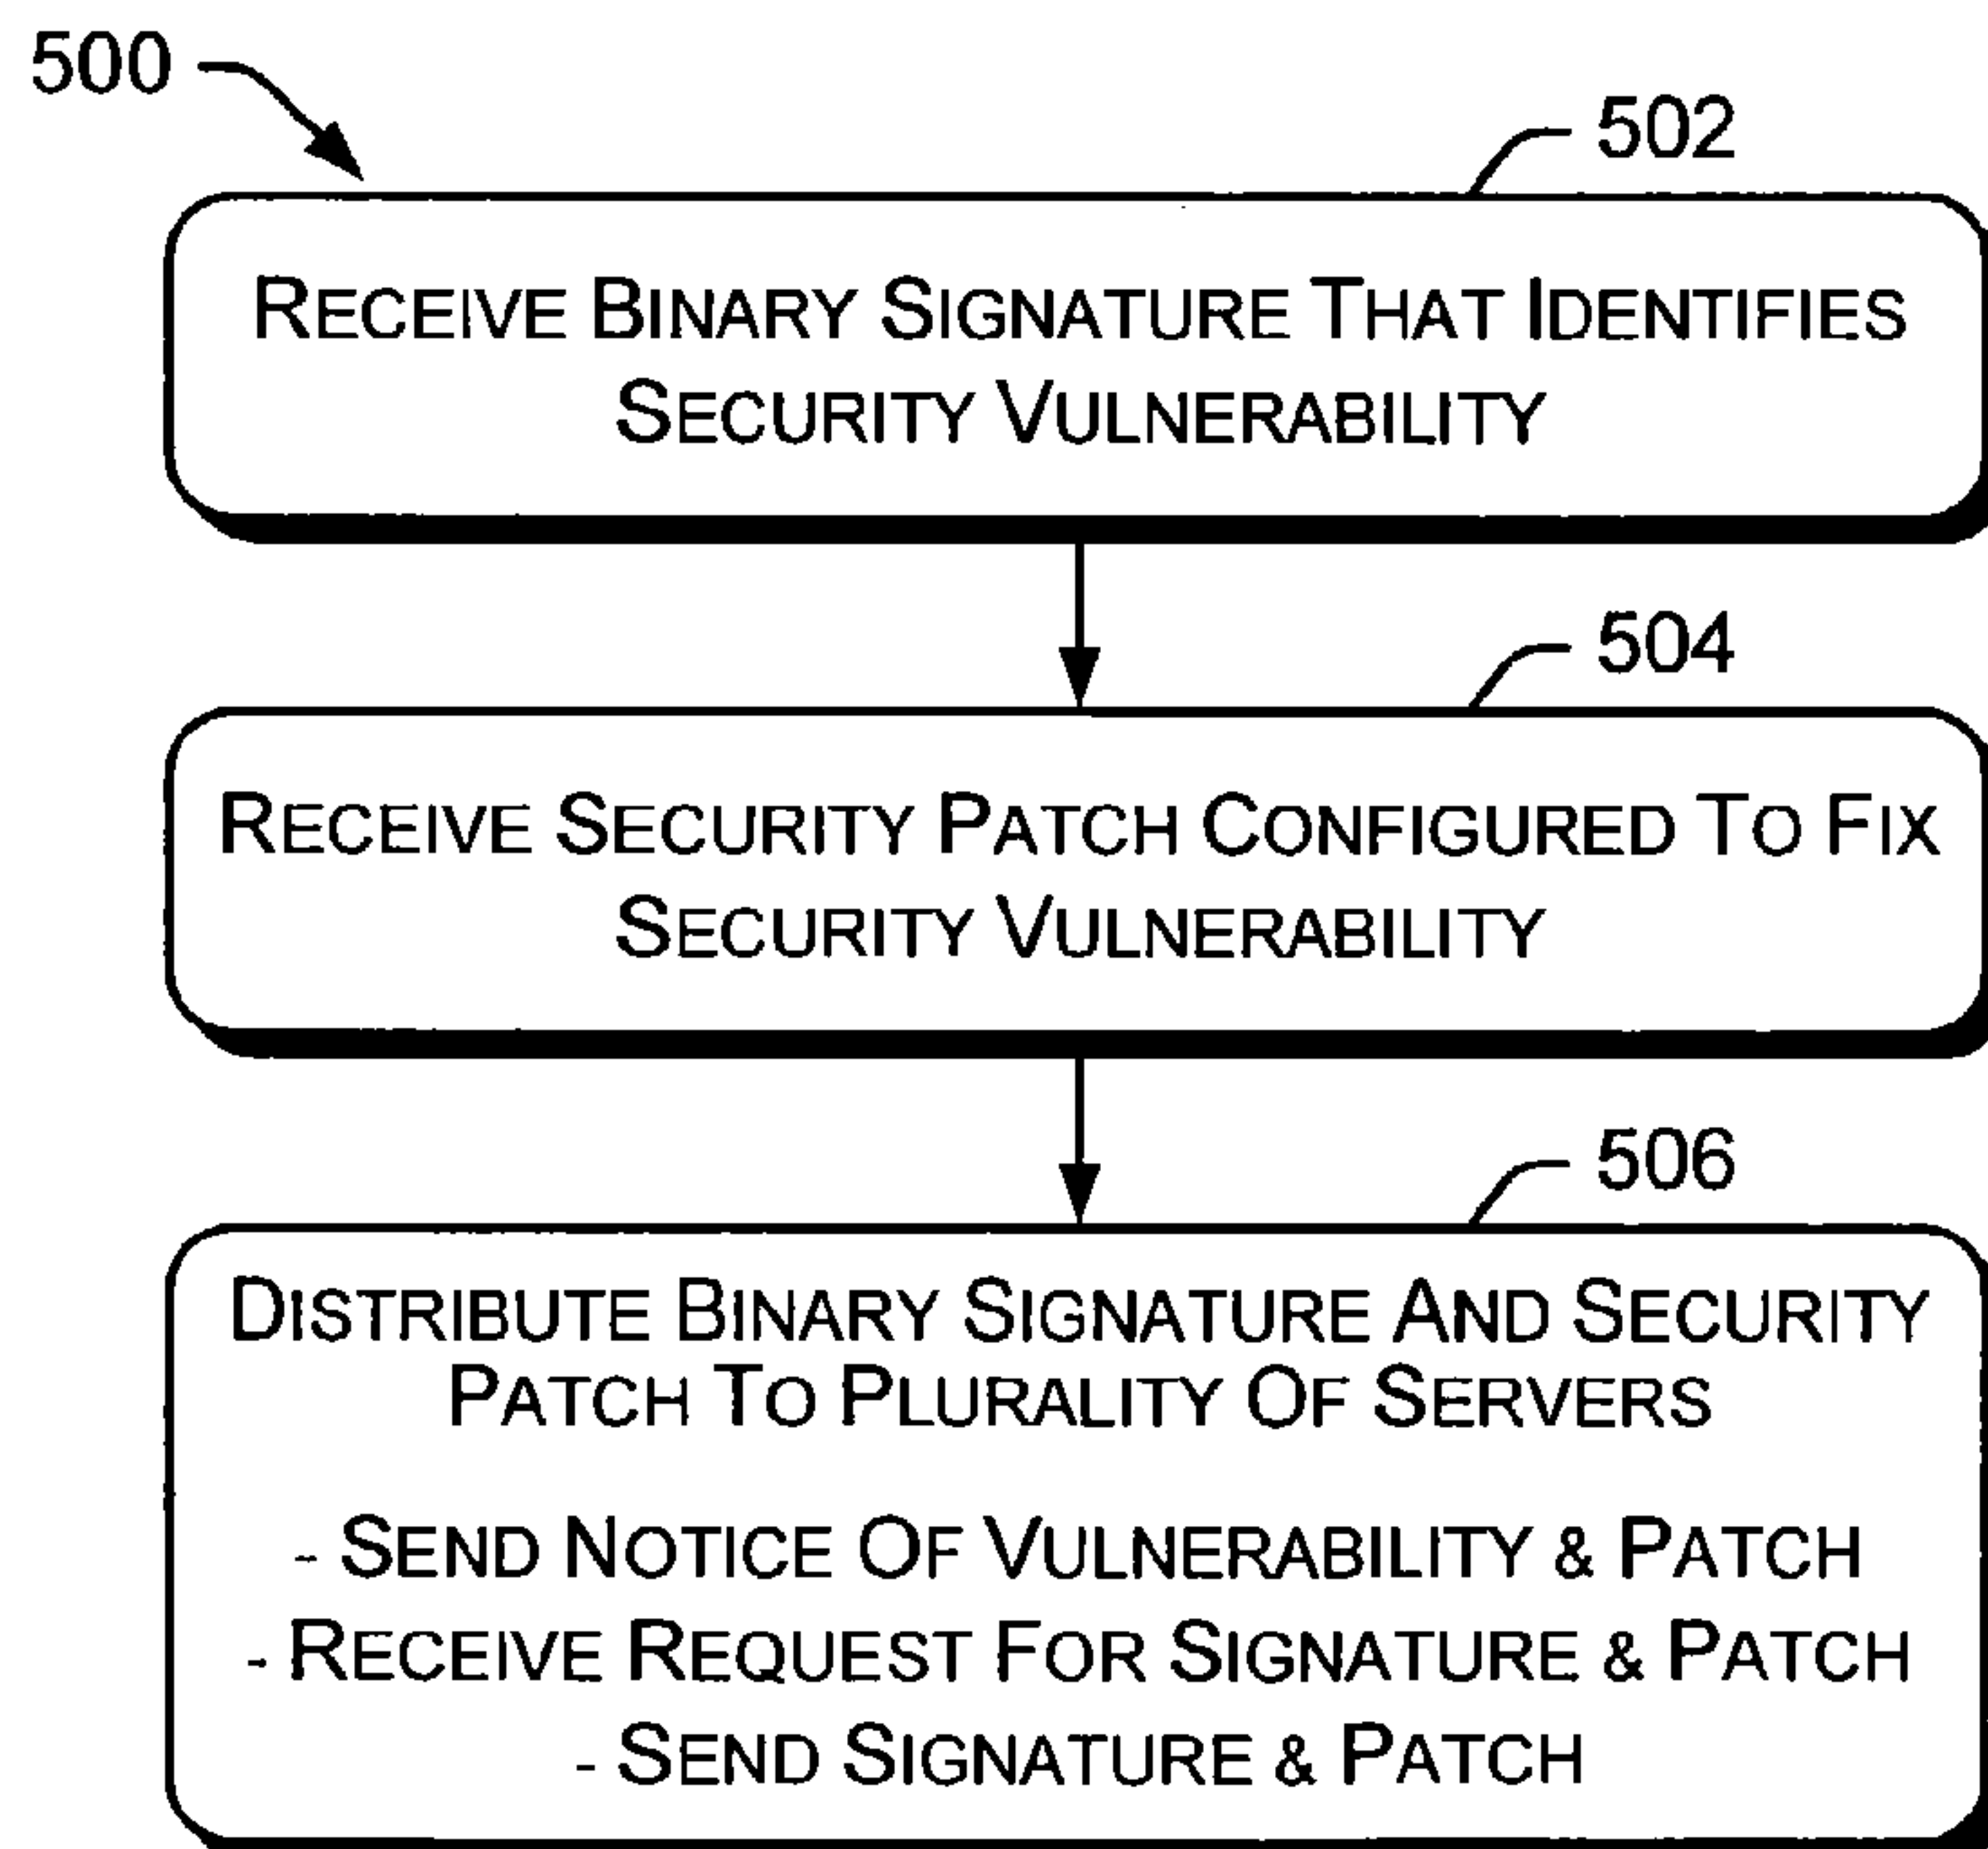 500
502
RECEIVE BINARY SIGNATURE THAT IDENTIFIES
SECURITY VULNERABILITY
504
RECEIVE SECURITY PATCH CONFIGURED TO FIX
SECURITY VULNERABILITY
506
DISTRIBUTE BINARY SIGNATURE AND SECURITY
PATCH TO PLURALITY OF SERVERS
- SEND NOTICE OF VULNERABILITY & PATCH
- RECEIVE REQUEST FOR SIGNATURE & PATCH
- SEND SIGNATURE & PATCH